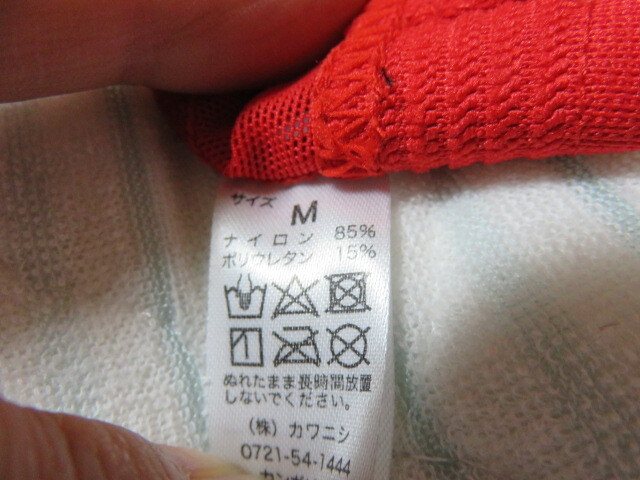 サイズ M
ナイロン 85%
ポリウレタン 15%
ぬれたまま長時間放置
しないでください。
(株) カワニシ
0721-54-1444